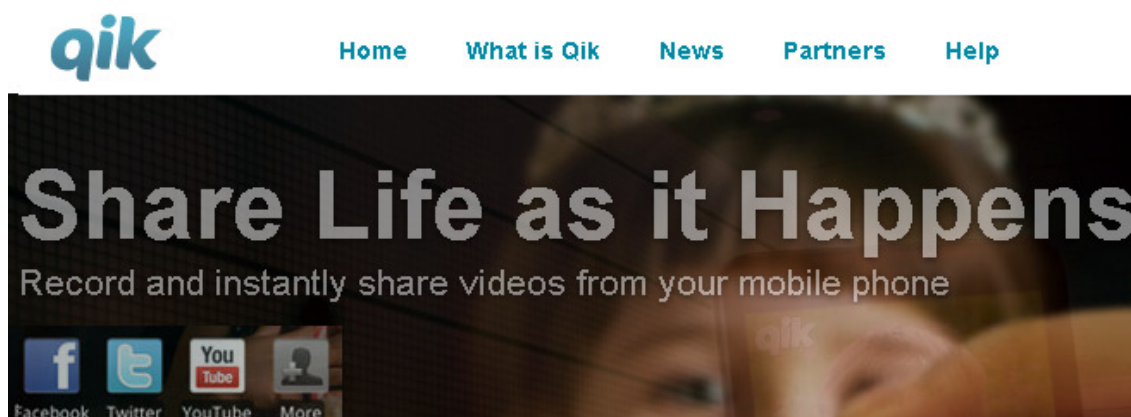 qik
Home What is Qik News Partners Help
Share Life as it Happens
Record and instantly share videos from your mobile phone
qik
You
Tube
Facebook Twitter YouTube More